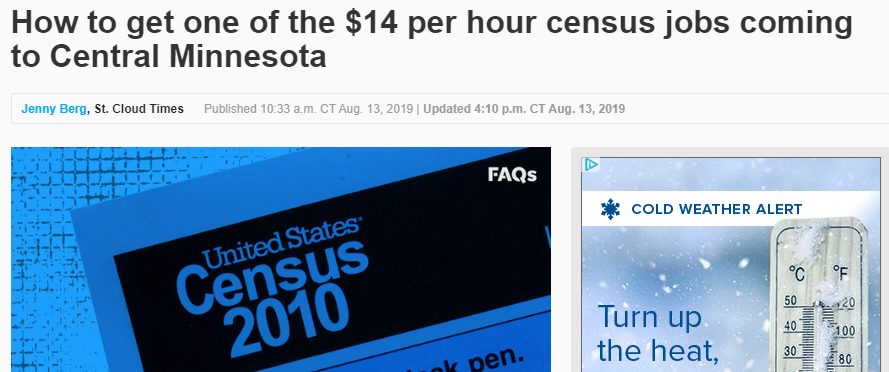 How to get one of the $14 per hour census jobs coming
to Central Minnesota
Jenny Berg, St. Cloud Times Published 10:33 a.m. CT Aug. 13, 2019 | Updated 4:10 p.m. CT Aug. 13, 2019
FAQs
United States
Census
2010
pen.
COLD WEATHER ALERT
°C °F
50 120
40 100
30 80
Turn up
the heat,